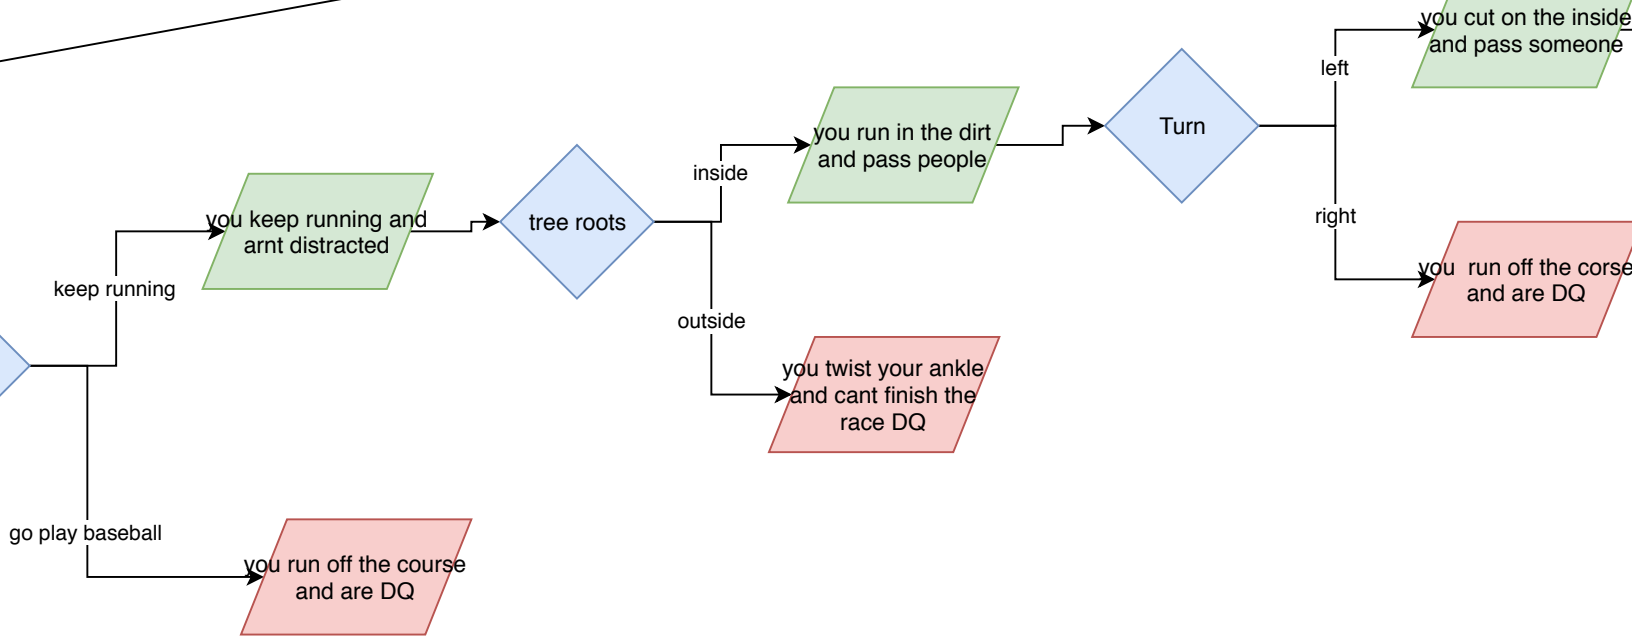 you cut on the inside
and pass someone
left
you run in the dirt
and pass people
Turn
inside
you keep running and
arnt distracted
tree roots
right
you  run off the corse
and are DQ
keep running
outside
you twist your ankle
and cant finish the
race DQ
go play baseball
you run off the course
and are DQ